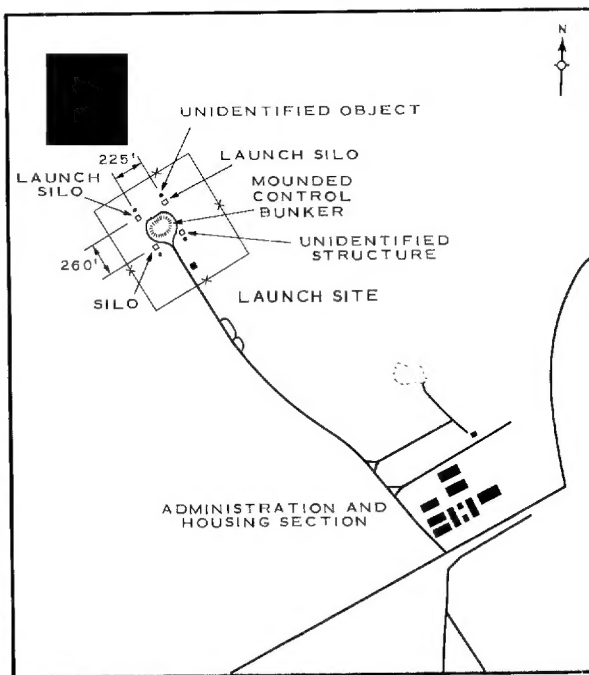 N
UNIDENTIFIED OBJECT
225'
LAUNCH SILO
LAUNCH
SILO
MOUNDED
CONTROL
BUNKER
UNIDENTIFIED
STRUCTURE
260'
SILO
LAUNCH SITE
ADMINISTRATION AND
HOUSING SECTION